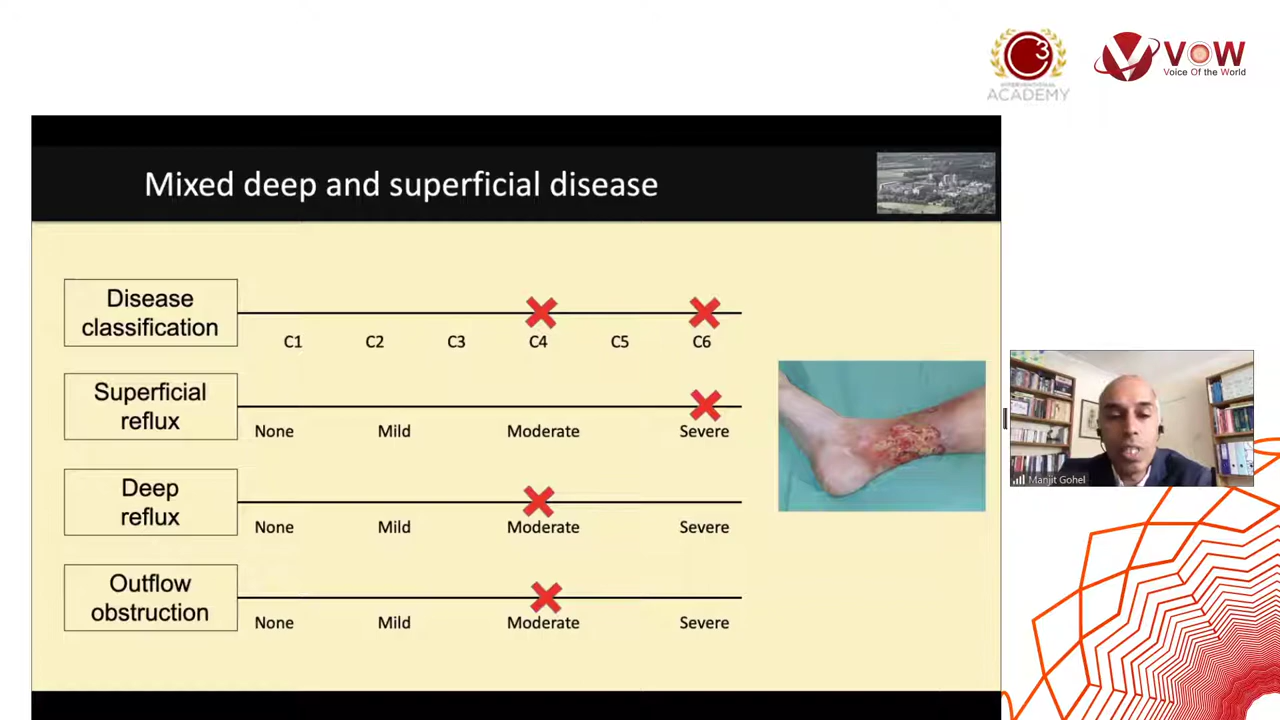 C3
INTERVENTIONAL
ACADEMY
VOW
Voice Of the World
Mixed deep and superficial disease
Disease
classification
C1 C2 C3 C4 C5 C6
Superficial
reflux
None Mild Moderate Severe
Deep
reflux
None Mild Moderate Severe
Outflow
obstruction
None Mild Moderate Severe
Manjit Gohel